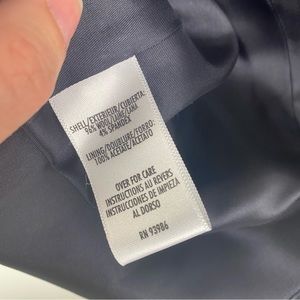 SHELL/EXTERIEUR/CUBIERTA:
96% WOOL/LAINE/LANA
4% SPANDEX
LINING/DOUBLURE/FORRO:
100% ACETATE/ACETATO
OVER FOR CARE
INSTRUCTIONS AU REVERS
INSTRUCCIONES DE IMPIEZA
AL DORSO
RN 93986